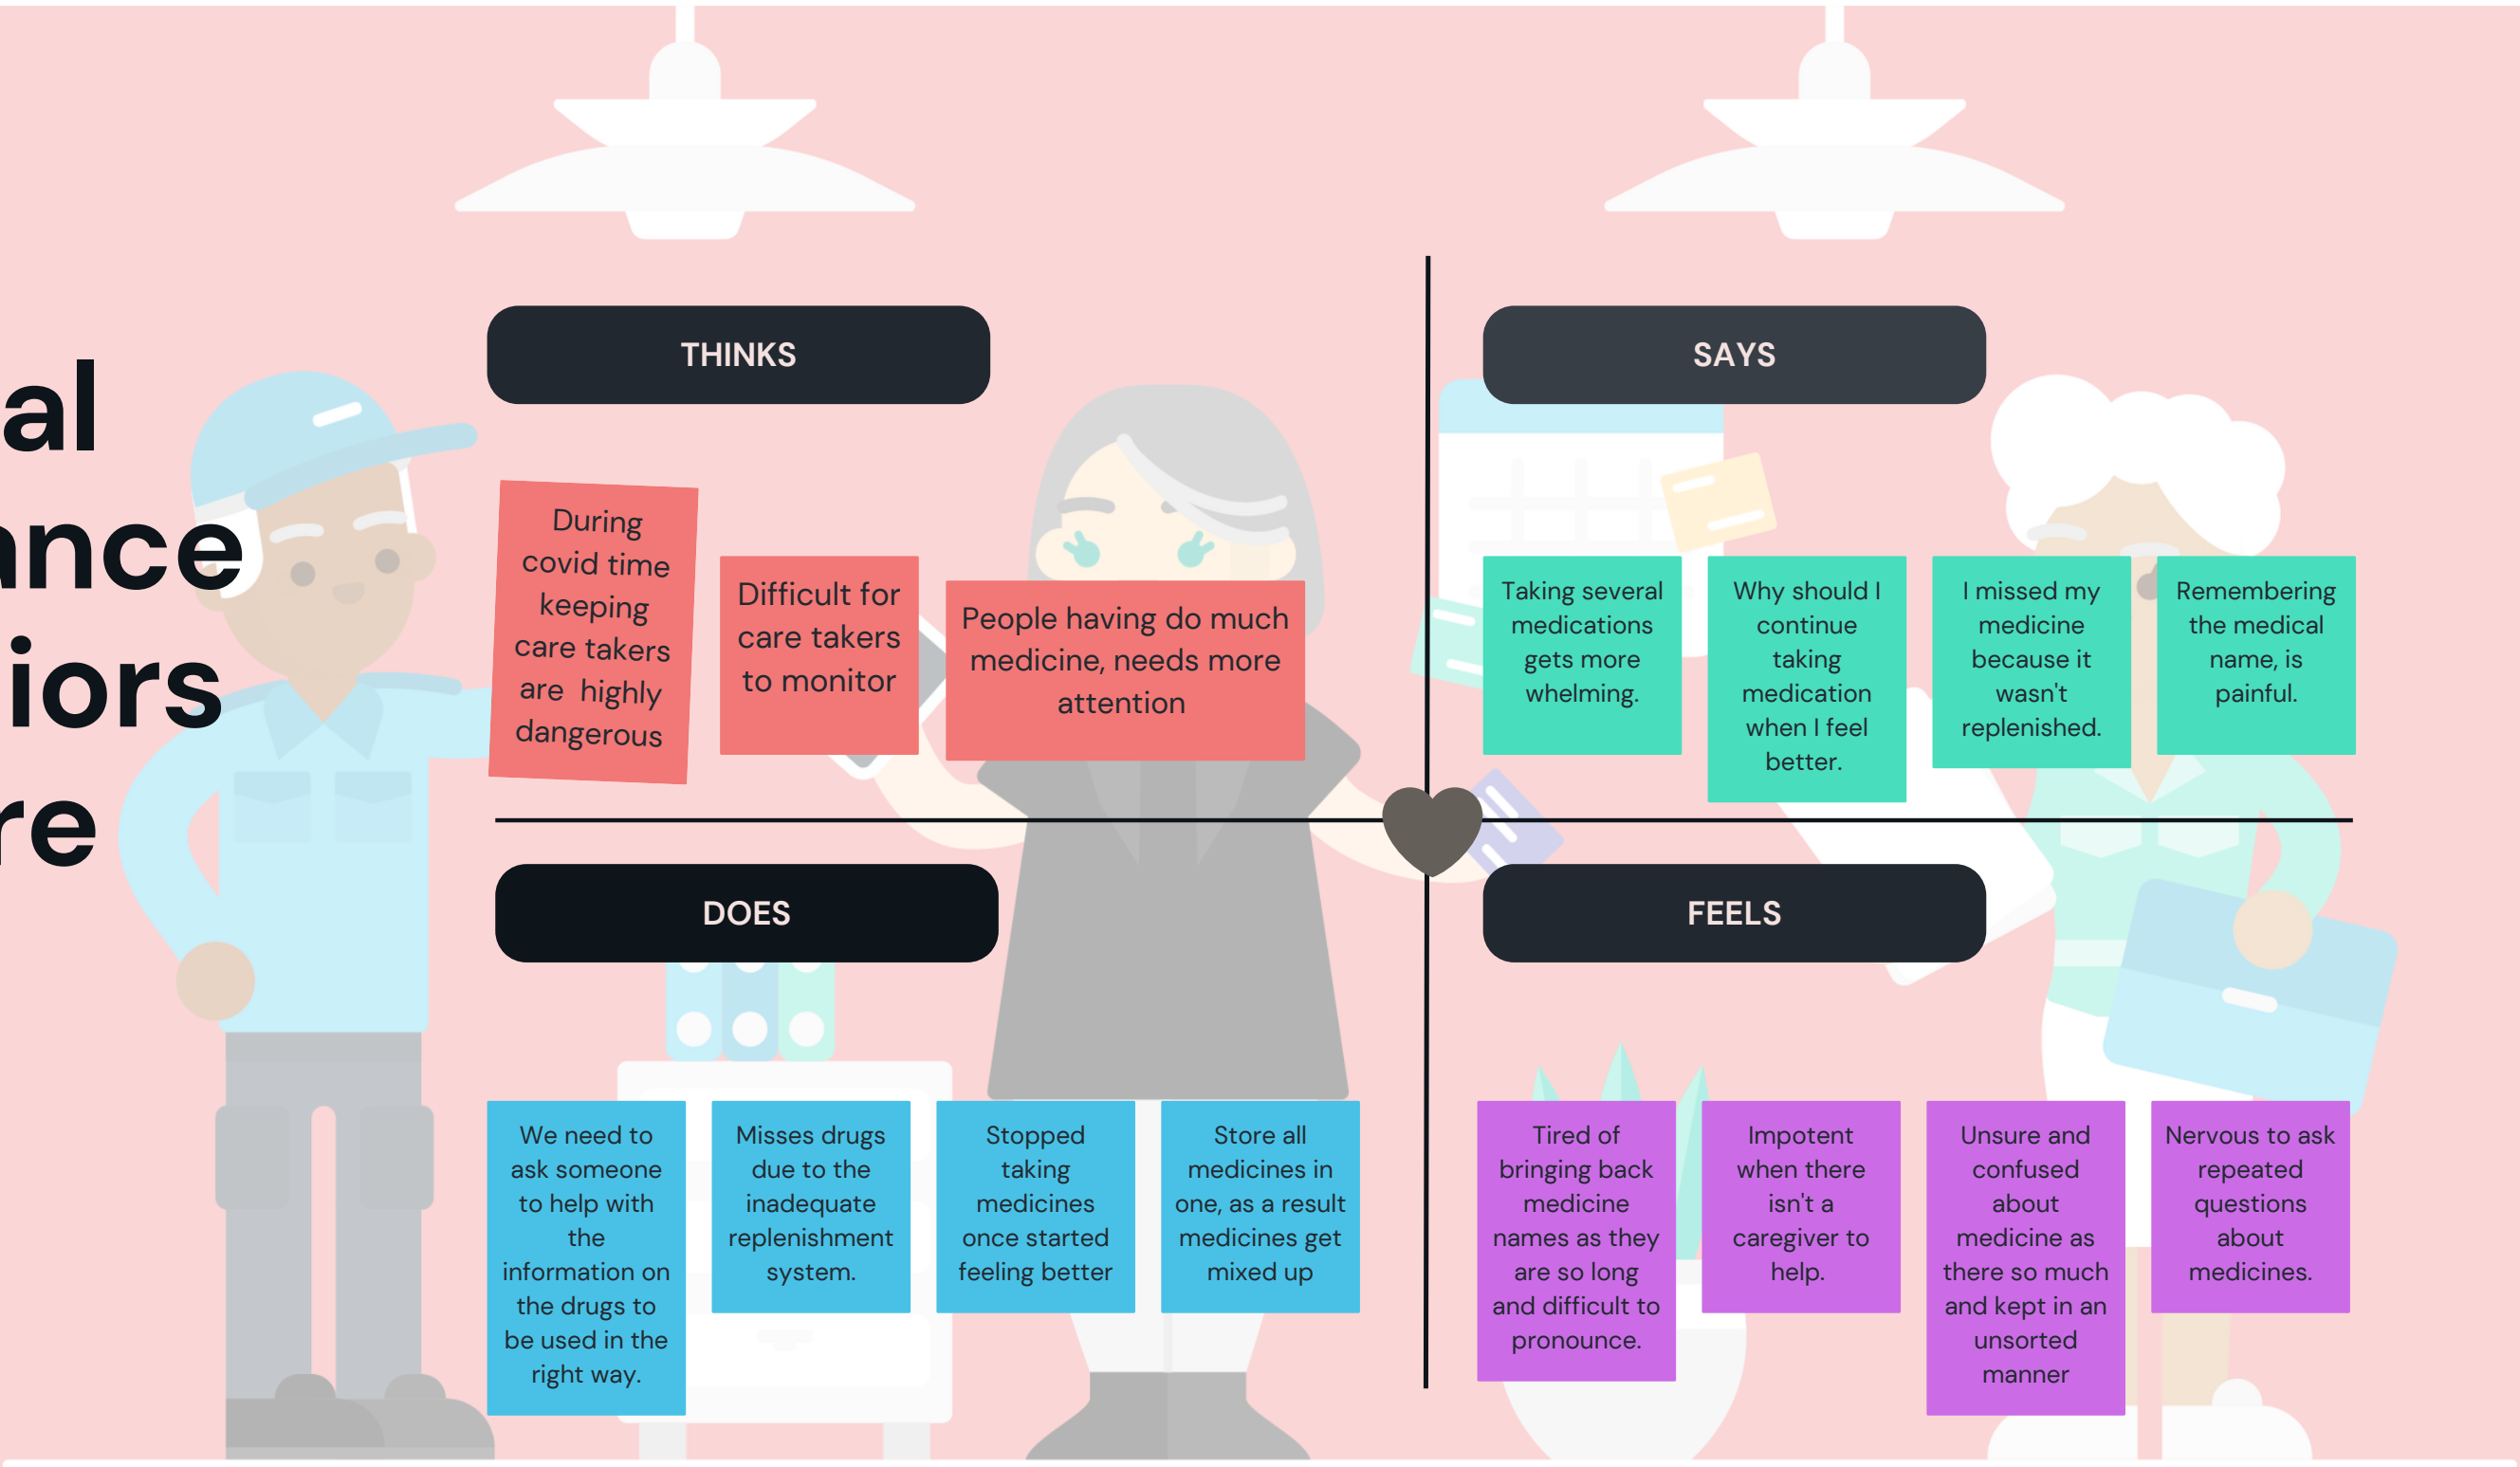 al
ance
iors
re
THINKS
During
covid time
keeping
care takers
are highly
dangerous
Difficult for
care takers
to monitor
People having do much
medicine, needs more
attention
SAYS
Taking several
medications
gets more
whelming.
Why should I
continue
taking
medication
when I feel
better.
I missed my
medicine
because it
wasn't
replenished.
Remembering
the medical
name, is
painful.
DOES
We need to
ask someone
to help with
the
information on
the drugs to
be used in the
right way.
Misses drugs
due to the
inadequate
replenishment
system.
Stopped
taking
medicines
once started
feeling better
Store all
medicines in
one, as a result
medicines get
mixed up
FEELS
Tired of
bringing back
medicine
names as they
are so long
and difficult to
pronounce.
Impotent
when there
isn't a
caregiver to
help.
Unsure and
confused
about
medicine as
there so much
and kept in an
unsorted
manner
Nervous to ask
repeated
questions
about
medicines.